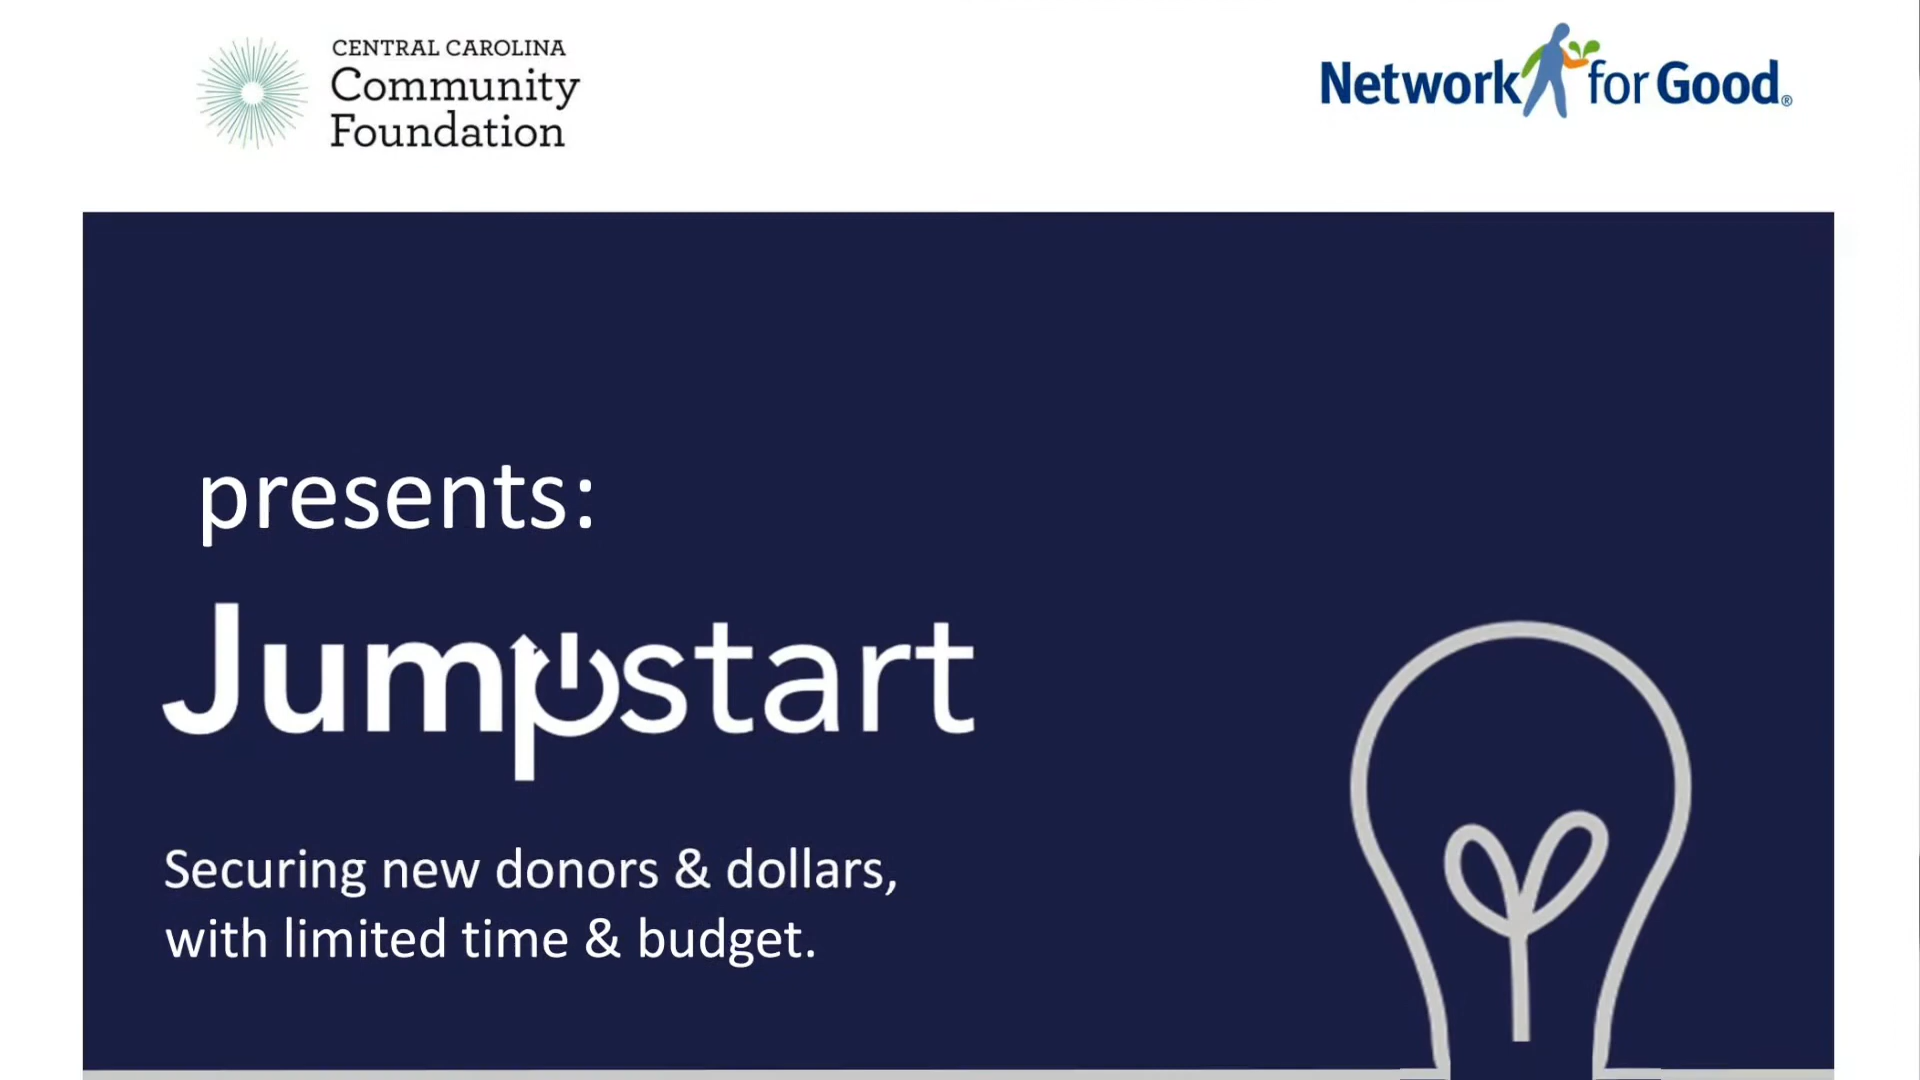 CENTRAL CAROLINA
Community
Foundation
Network for Good®
presents:
Jumpstart
Securing new donors & dollars,
with limited time & budget.